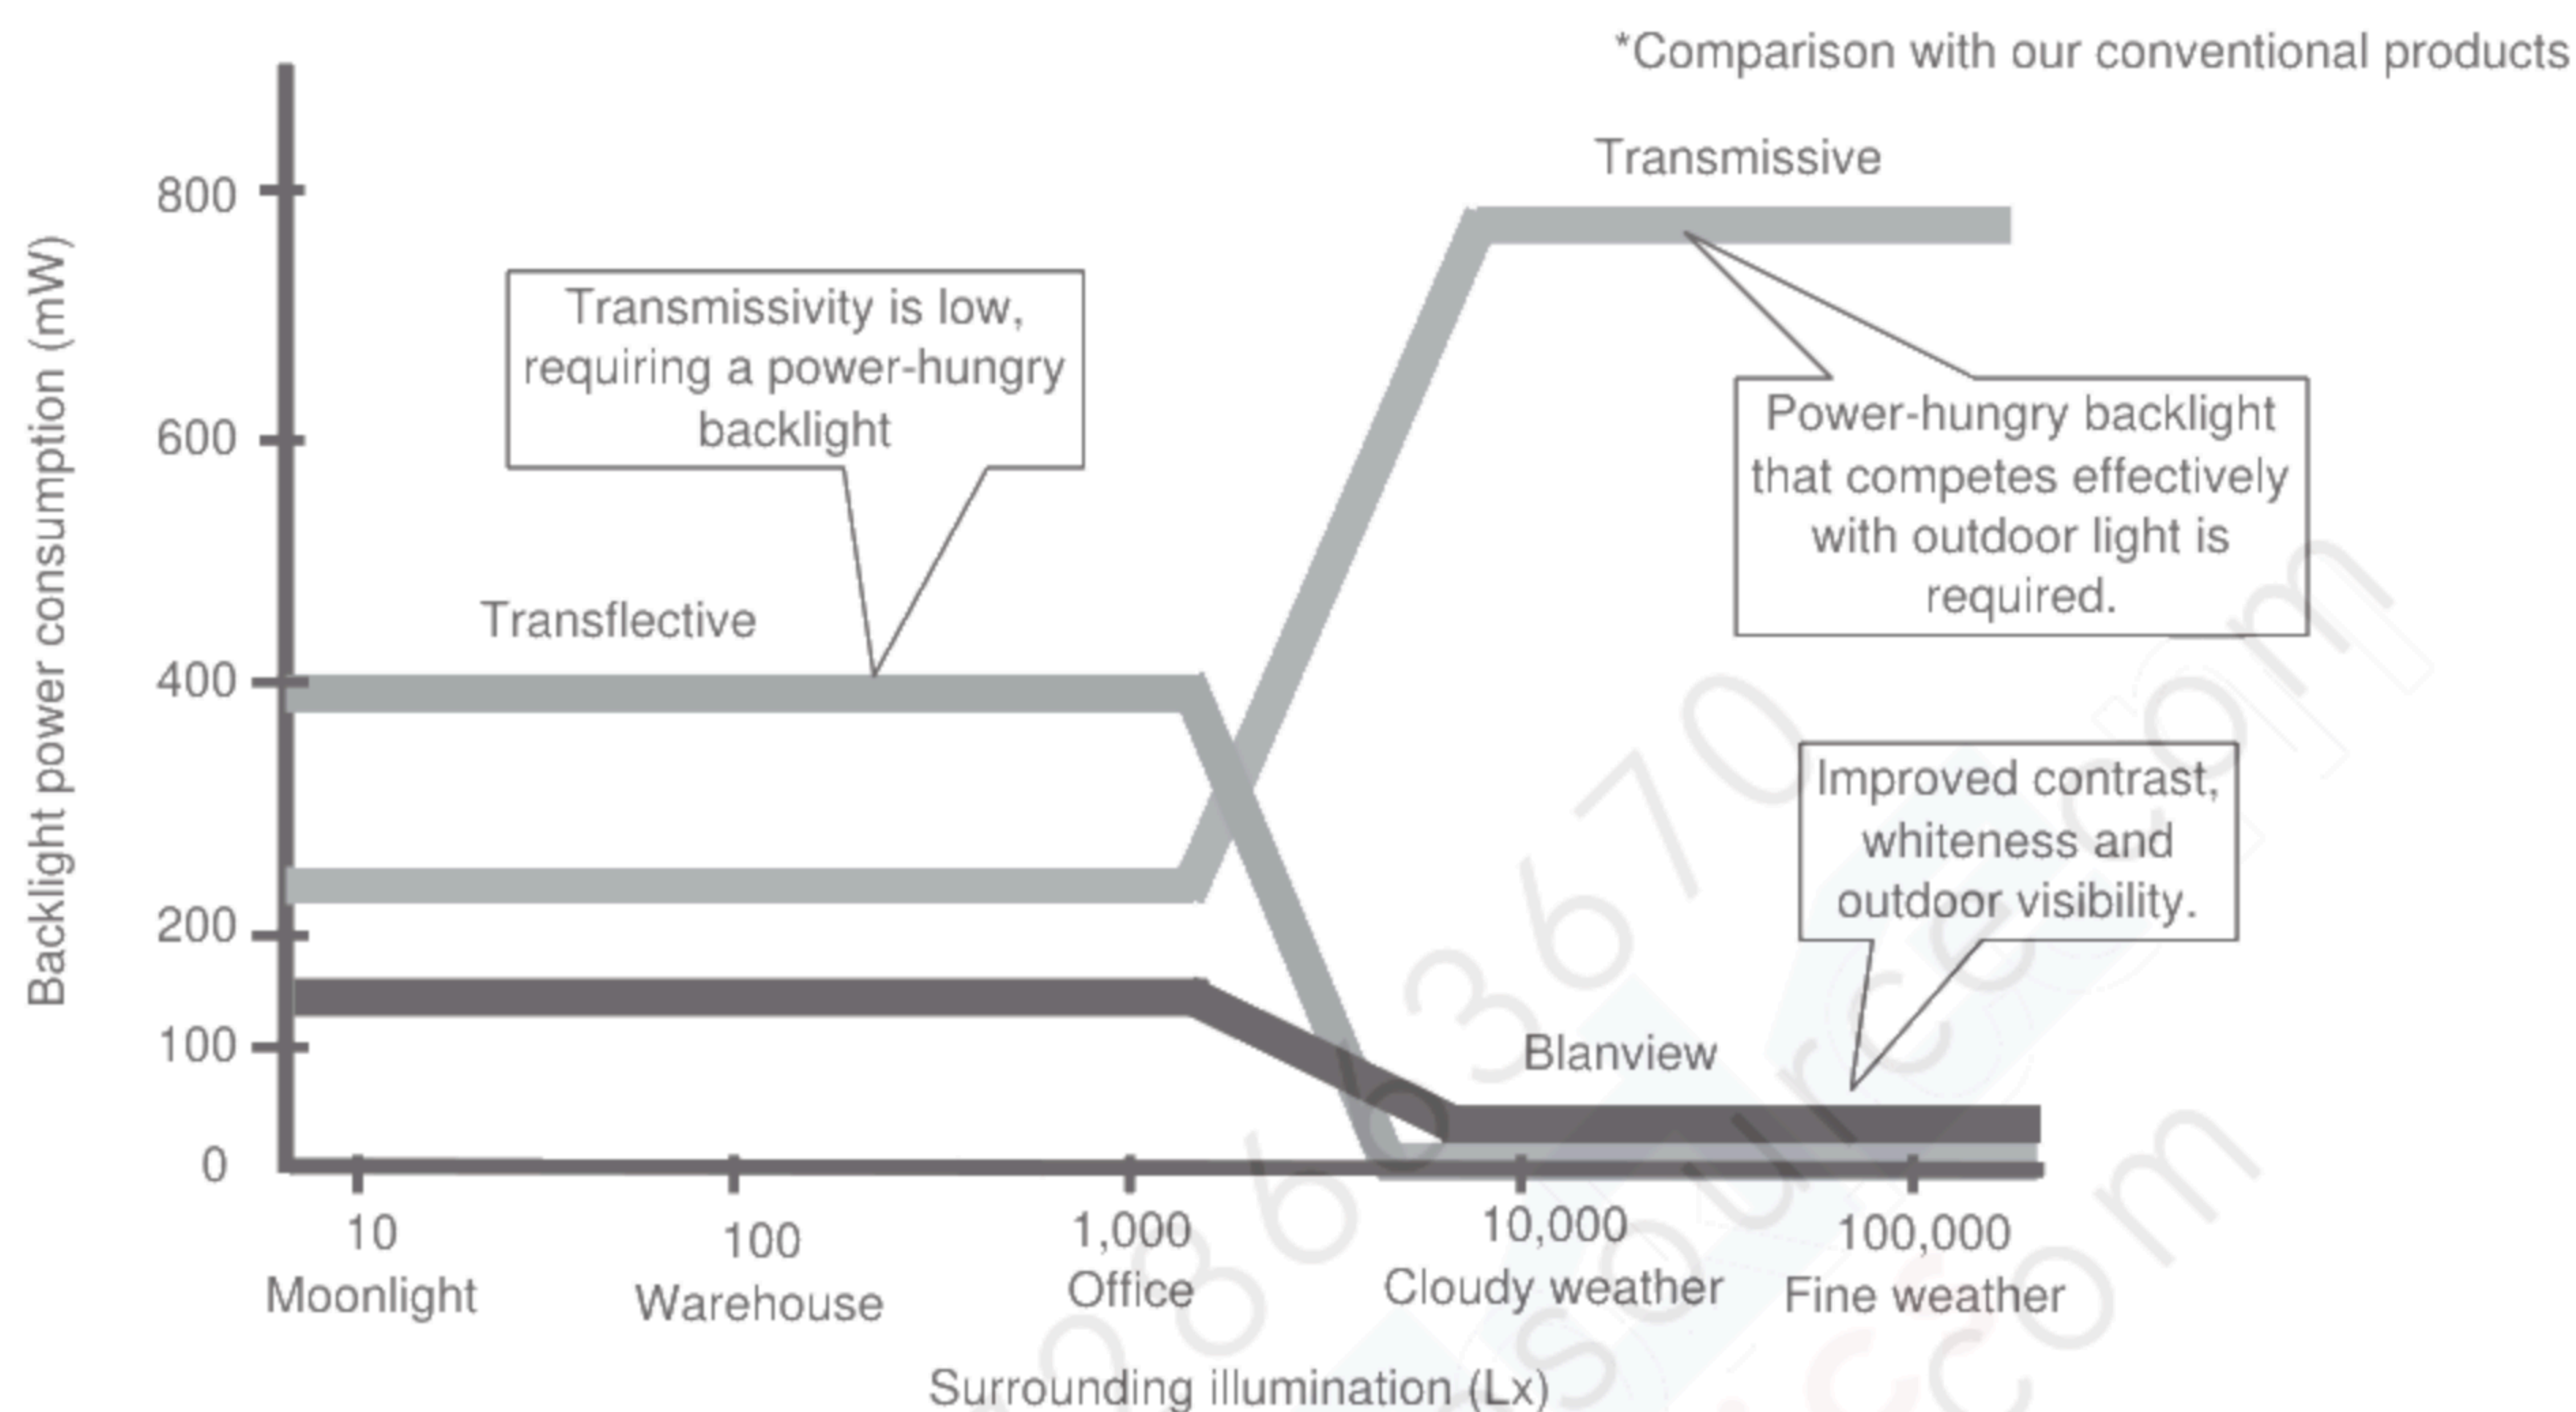 *Comparison with our conventional products
Backlight power consumption (mW)
800
600
400
200
100
0
Transmissive
Transmissivity is low,
requiring a power-hungry
backlight
Power-hungry backlight
that competes effectively
with outdoor light is
required.
Transflective
Improved contrast,
whiteness and
outdoor visibility.
Blanview
10
100
1,000
10,000
100,000
Moonlight
Warehouse
Office
Cloudy weather
Fine weather
Surrounding illumination (Lx)